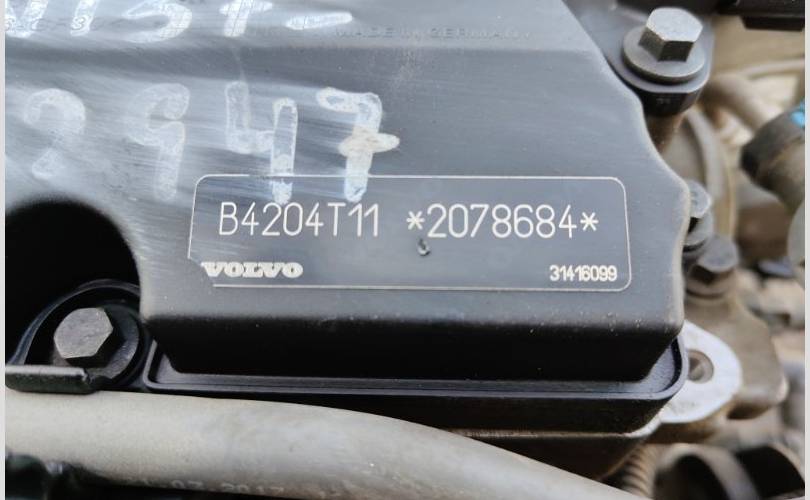 MADE IN GERMANY
2947
B4204T11 *2078684*
VOLVO
31416099